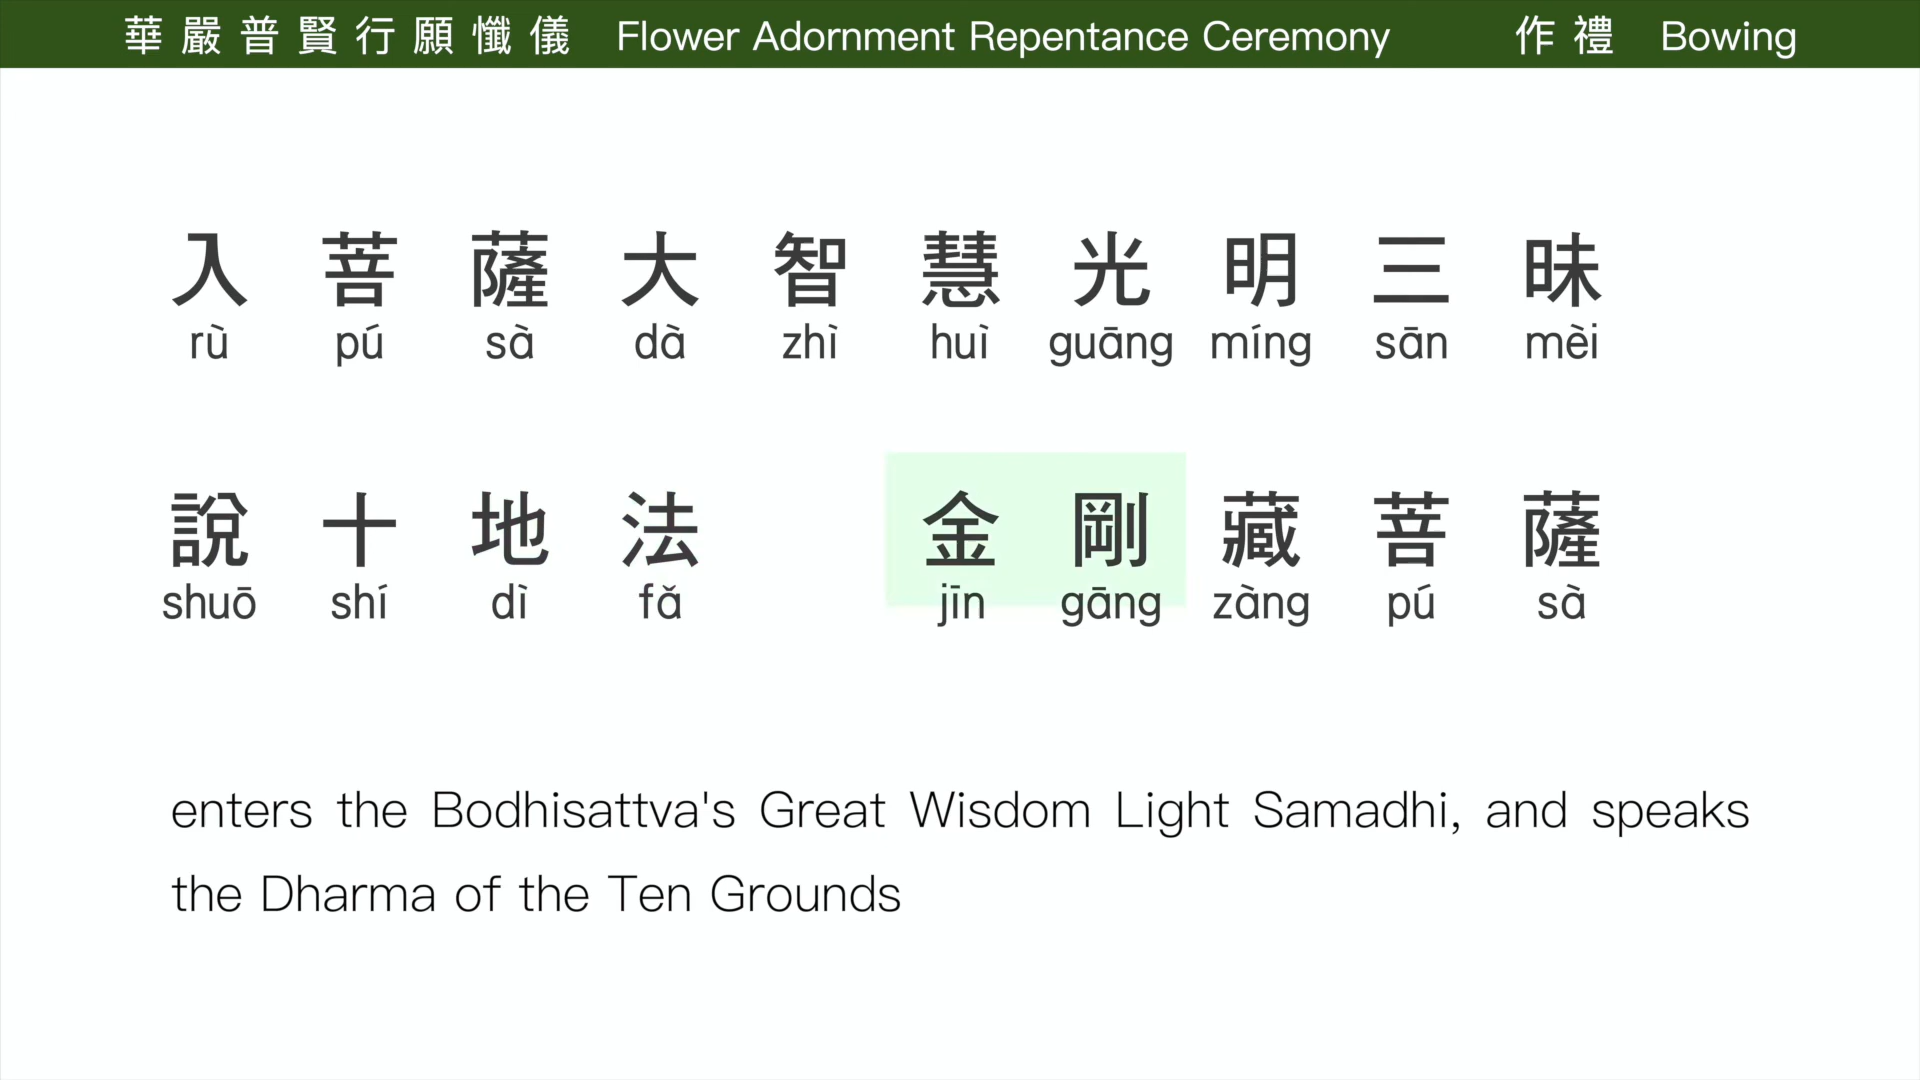 華嚴普賢行願懺儀 Flower Adornment Repentance Ceremony 作禮 Bowing
入菩薩大智慧光明三昧
rù pú sà dà zhì huì guāng míng sān mèi
說十地法 金剛藏菩薩
shuō shí dì fǎ jīn gāng zàng pú sà
enters the Bodhisattva's Great Wisdom Light Samadhi, and speaks
the Dharma of the Ten Grounds